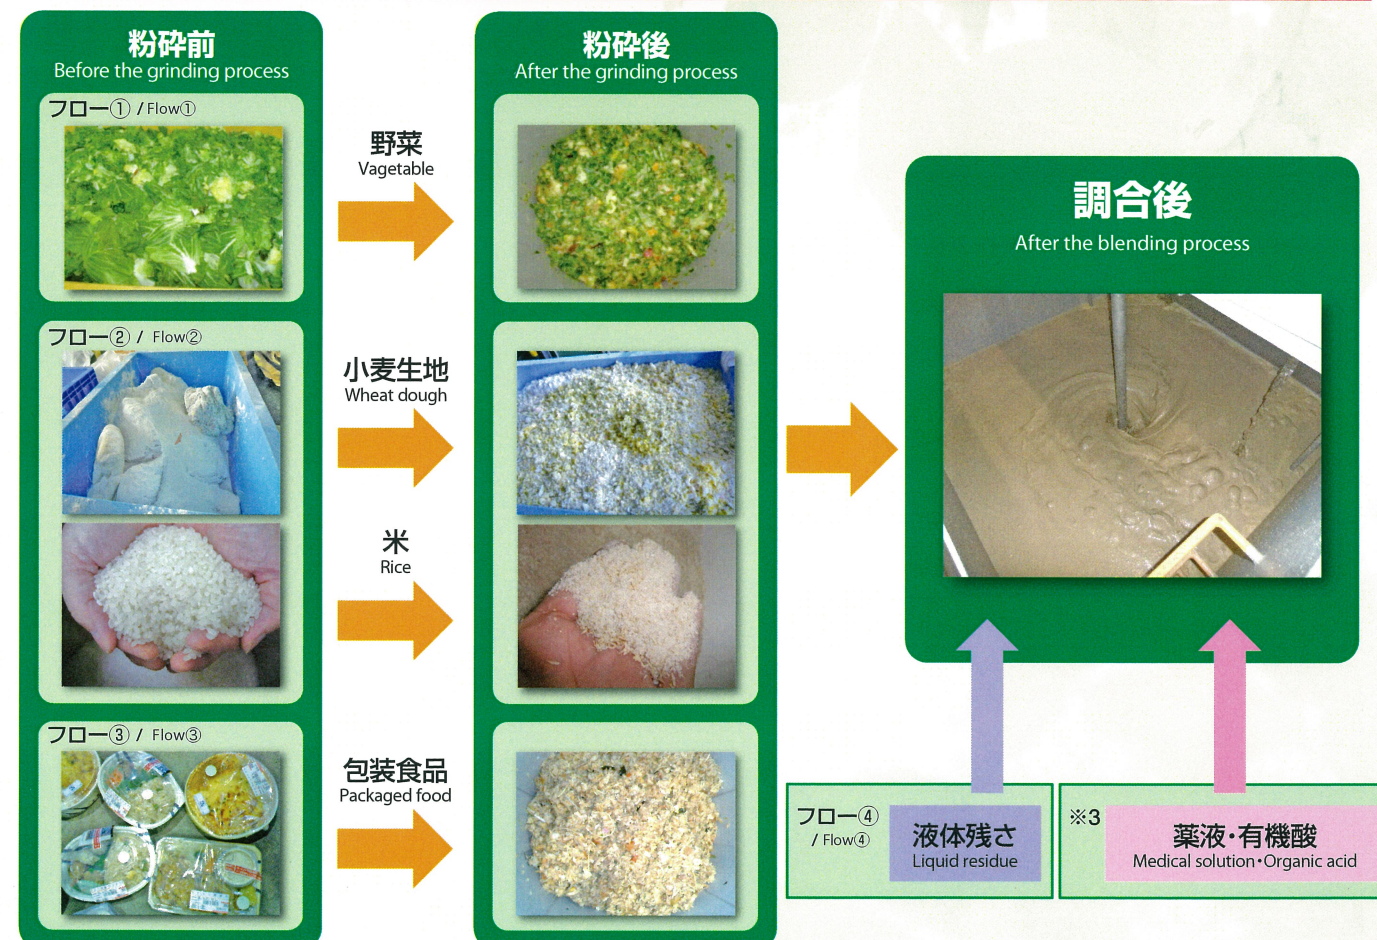 粉砕前
Before the grinding process
フロー① / Flow①
野菜
Vagetable
粉砕後
After the grinding process
フロー② / Flow②
小麦生地
Wheat dough
米
Rice
フロー③ / Flow③
包装食品
Packaged food
調合後
After the blending process
フロー④
/ Flow④
液体残さ
Liquid residue
※3
薬液・有機酸
Medical solution・Organic acid